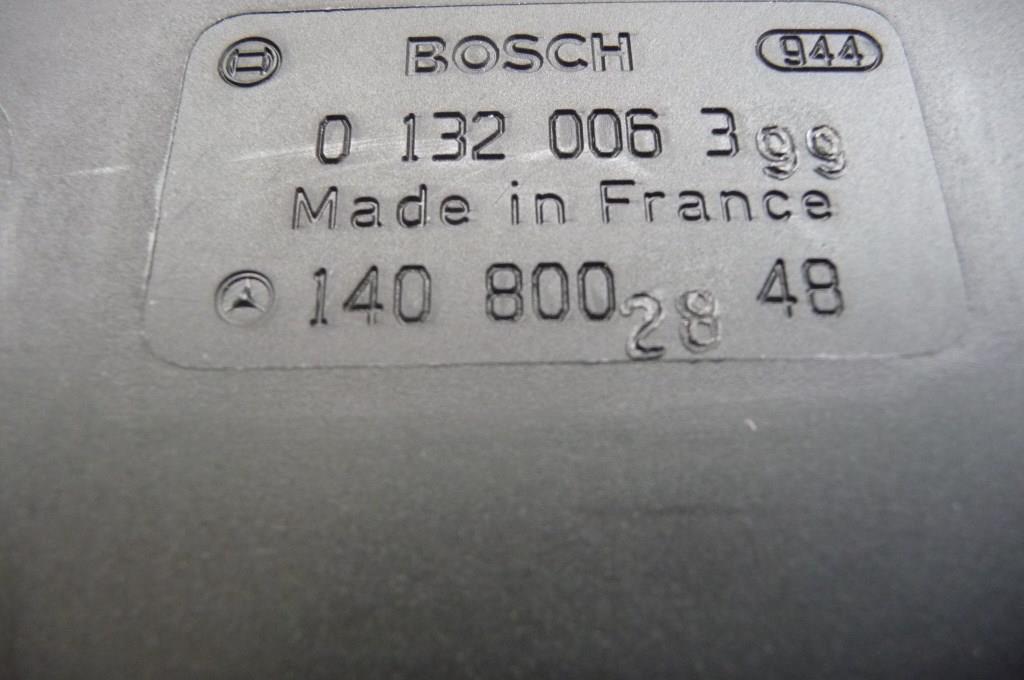 BOSCH 944
0 132 006 399
Made in France
140 800 28 48